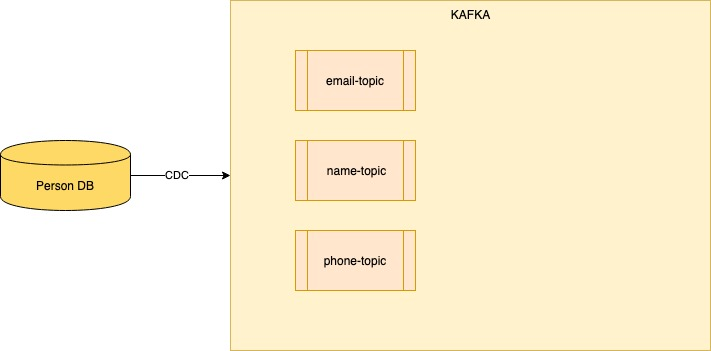 KAFKA
email-topic
name-topic
Person DB
CDC
phone-topic